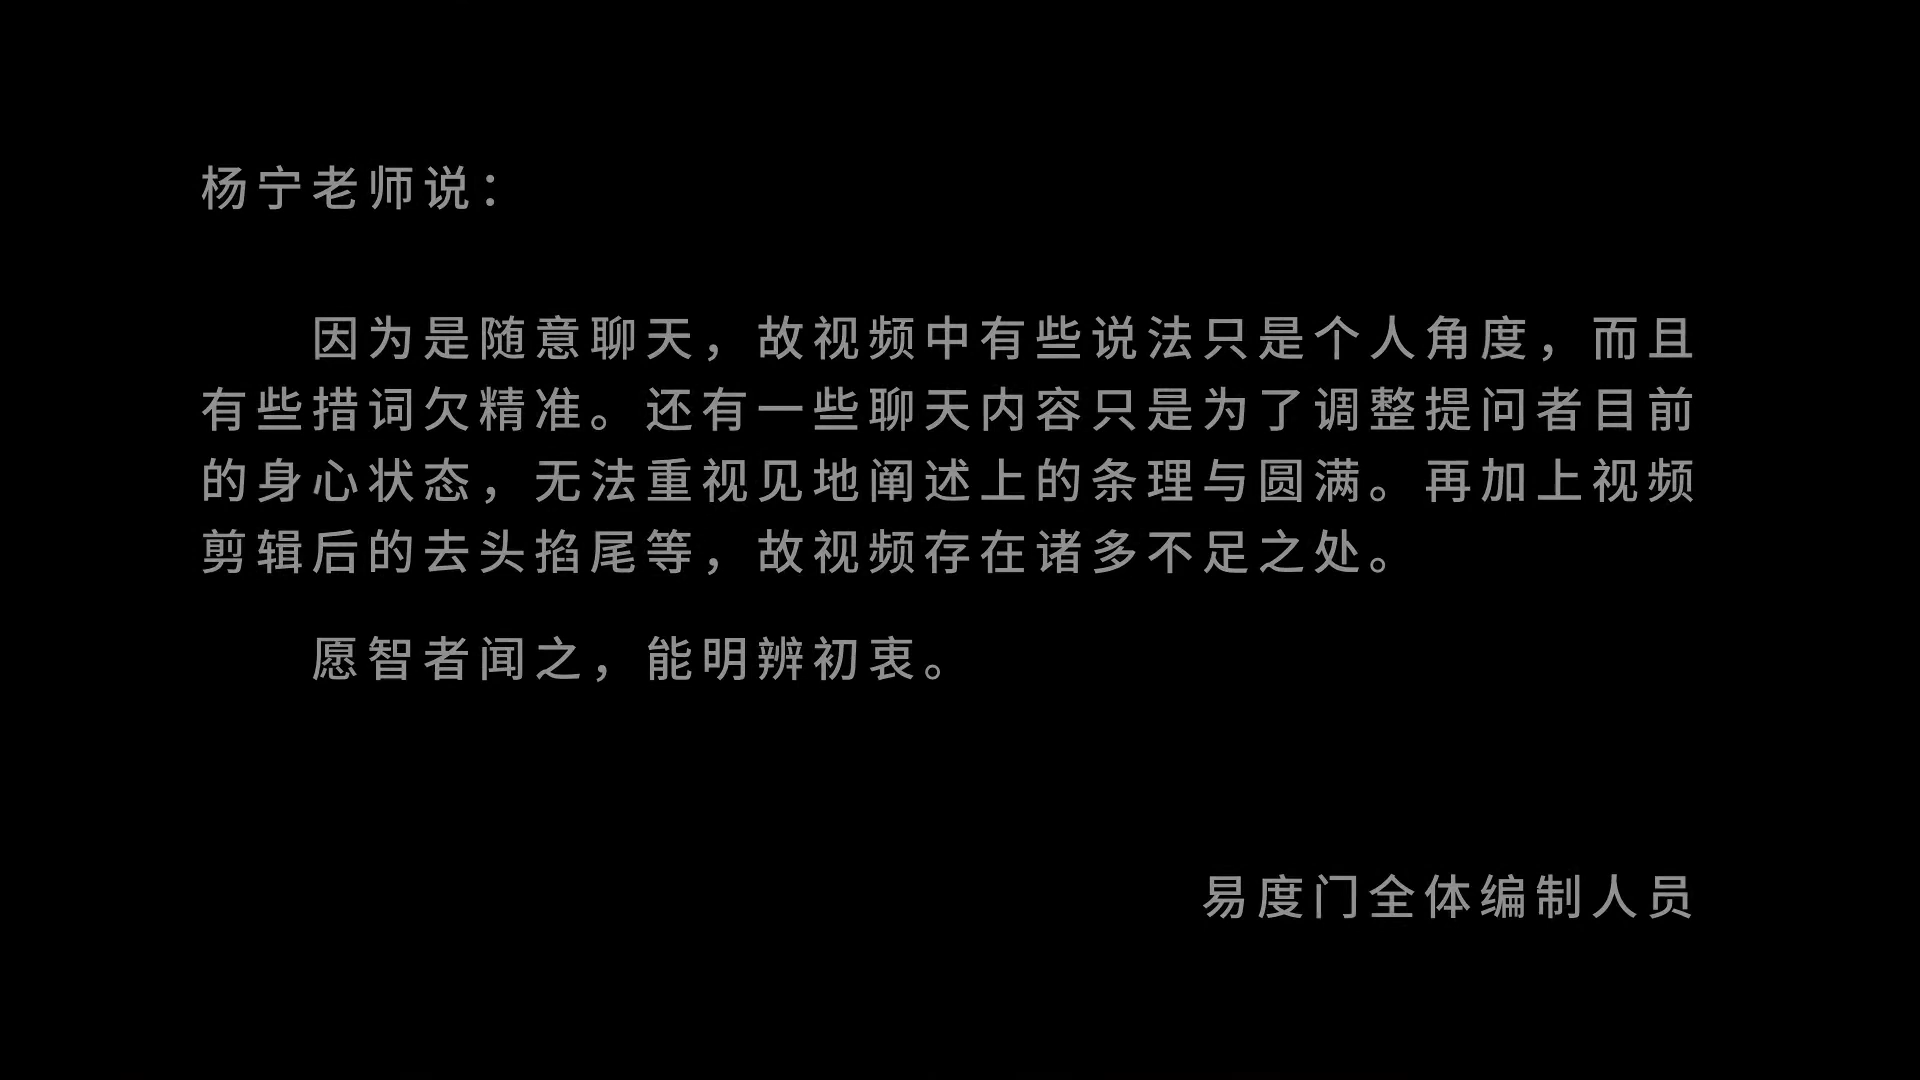 杨宁老师说：
因为是随意聊天，故视频中有些说法只是个人角度，而且
有些措词欠精准。还有一些聊天内容只是为了调整提问者目前
的身心状态，无法重视见地阐述上的条理与圆满。再加上视频
剪辑后的去头掐尾等，故视频存在诸多不足之处。
愿智者闻之，能明辨初衷。
易度门全体编制人员